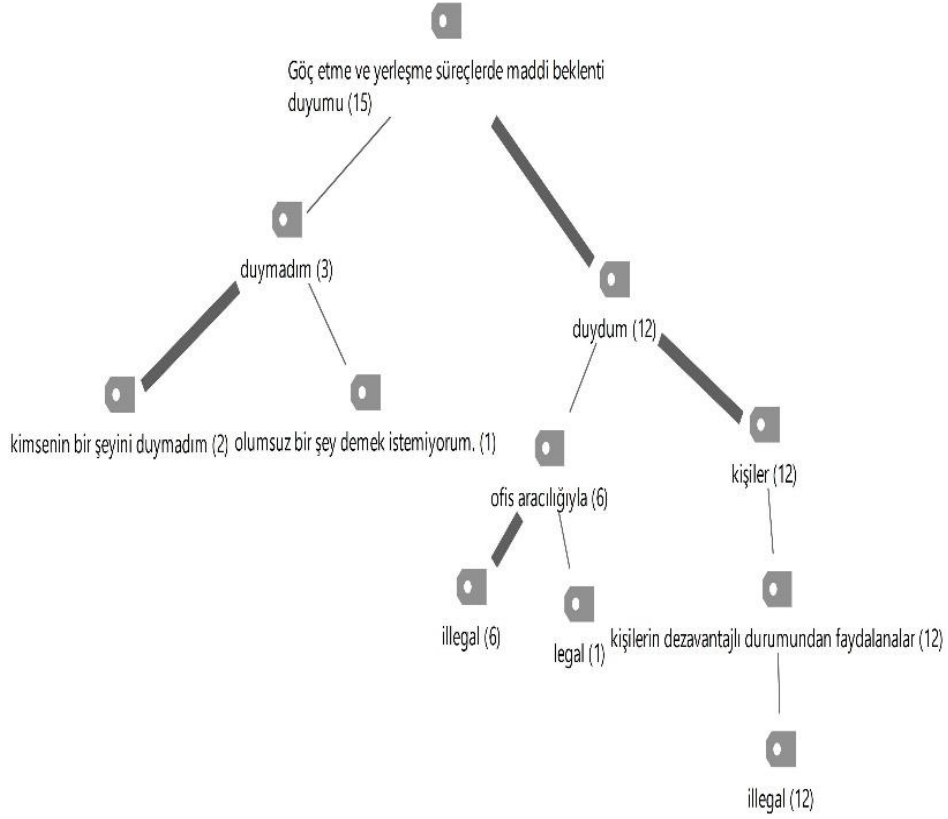 Göç etme ve yerleşme süreçlerde maddi beklenti
duyumu (15)
duymadım (3)
duydum (12)
kimsenin bir şeyini duymadım (2)
olumsuz bir şey demek istemiyorum. (1)
kişiler (12)
ofis aracılığıyla (6)
illegal (6)
legal (1)
kişilerin dezavantajlı durumundan faydalanalar (12)
illegal (12)